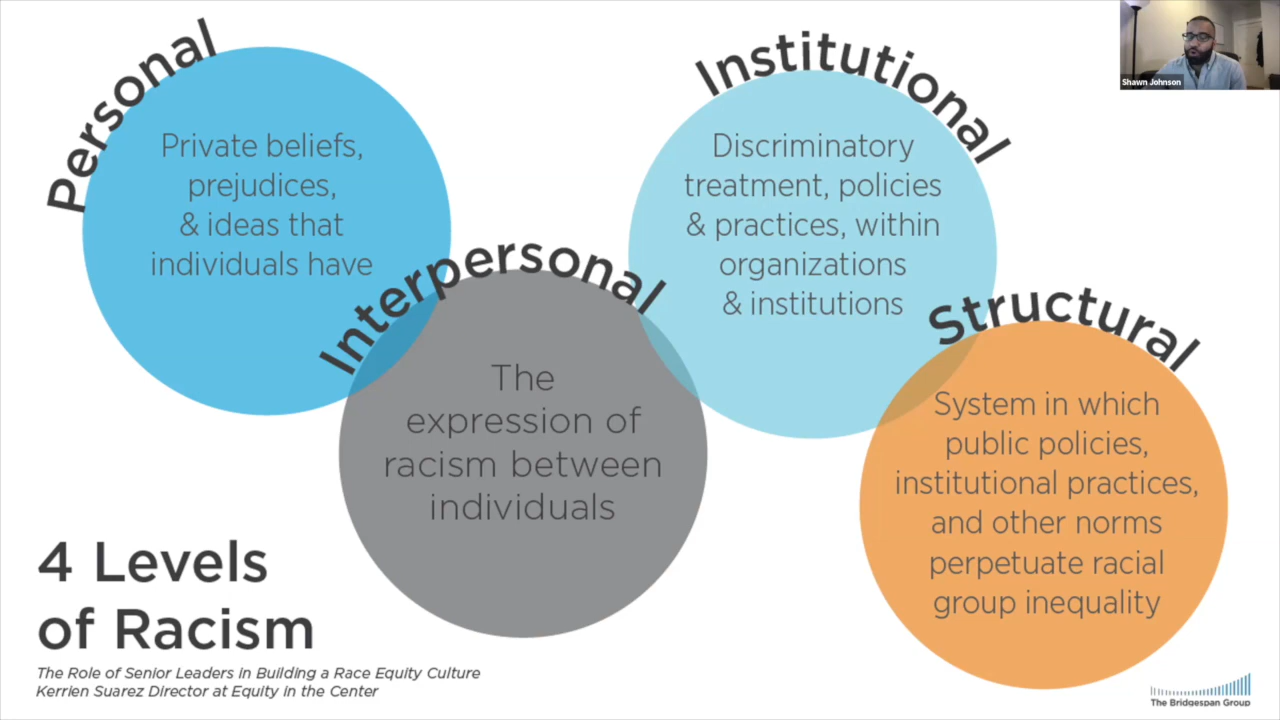 Personal
Private beliefs,
prejudices,
& ideas that
individuals have
Interpersonal
The
expression of
racism between
individuals
Institutional
Discriminatory
treatment, policies
& practices, within
organizations
& institutions
Structural
System in which
public policies,
institutional practices,
and other norms
perpetuate racial
group inequality
4 Levels
of Racism
The Role of Senior Leaders in Building a Race Equity Culture
Kerrien Suarez Director at Equity in the Center
The Bridgespan Group
Shawn Johnson